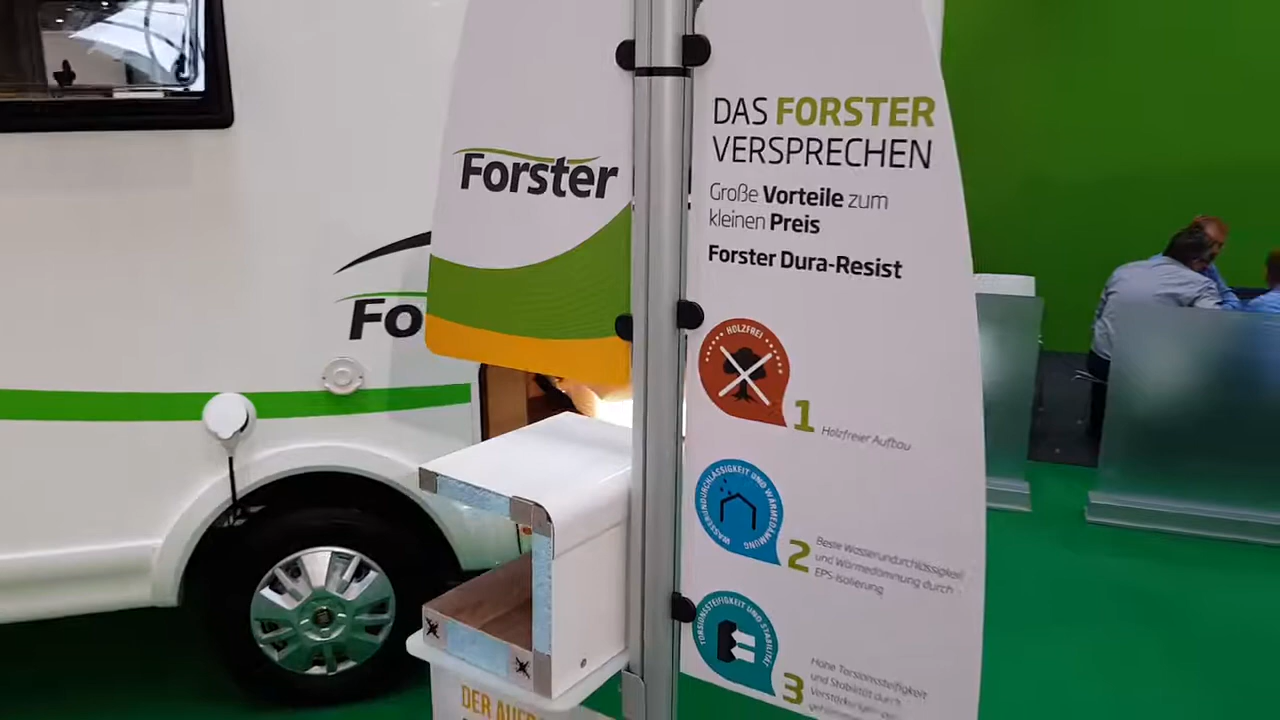 Forster
Fo
DAS FORSTER
VERSPRECHEN
Große Vorteile zum
kleinen Preis
Forster Dura-Resist
HOLZFREI
1 Holzfreier Aufbau
WASSERUNDURCHLÄSSIGKEIT UND WÄRMEDÄMMUNG
2 Beste Wasserundurchlässigkeit
und Wärmedämmung durch
EPS-Isolierung
TORSIONSSTEIFIGKEIT UND STABILITÄT
3 Hohe Torsionssteifigkeit
und Stabilität durch
DER